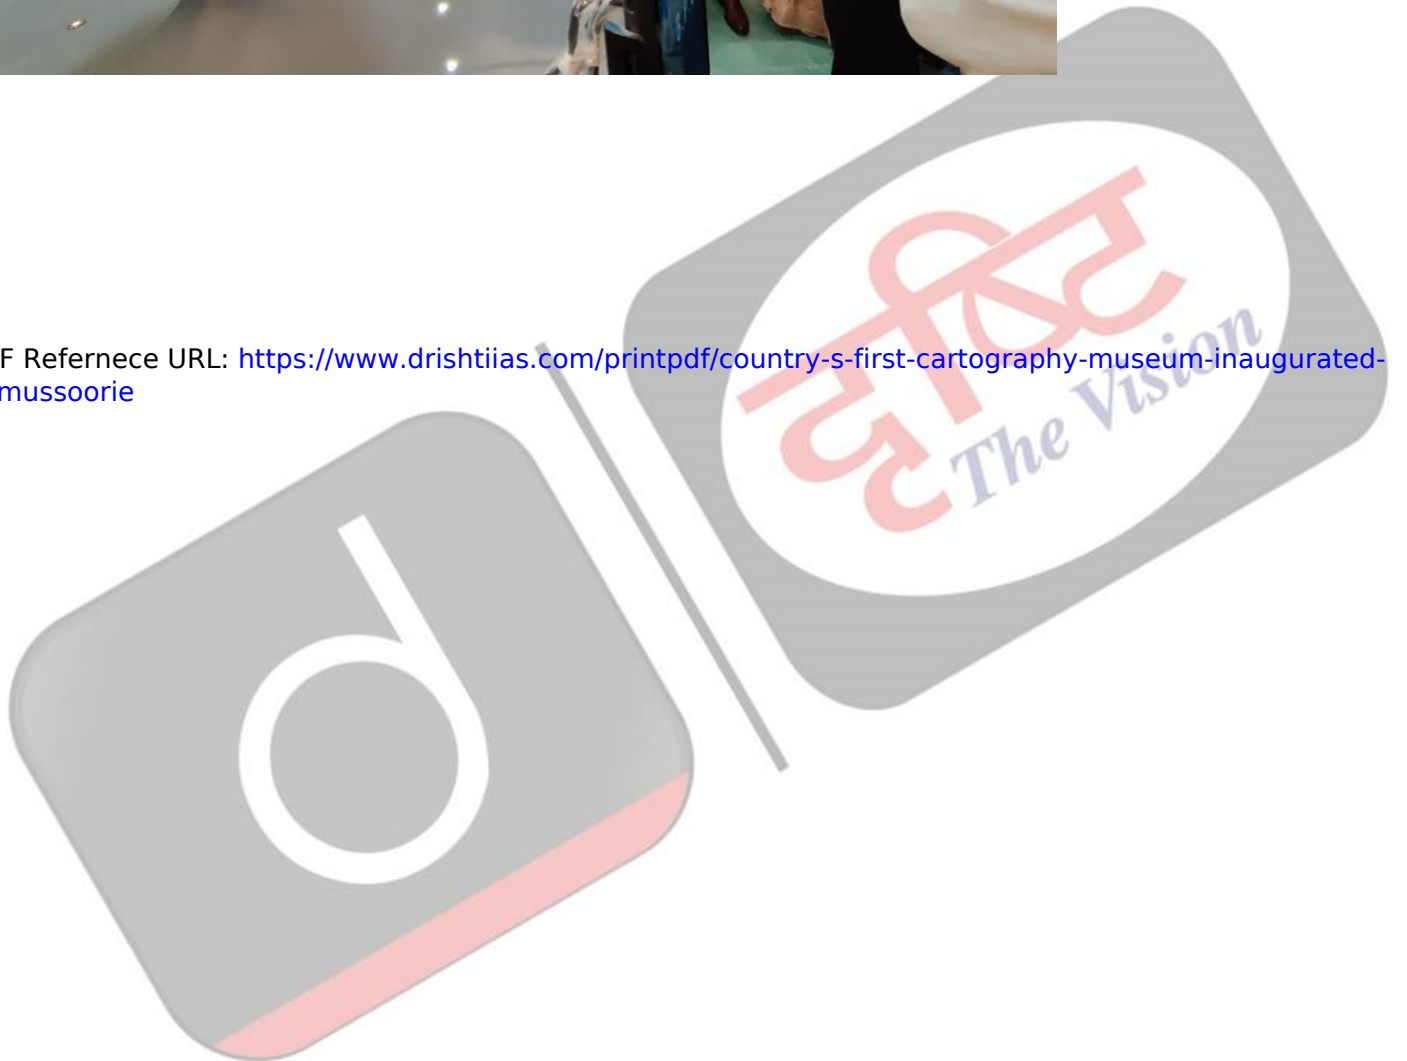 F Refernece URL: https://www.drishtiias.com/printpdf/country-s-first-cartography-museum-inaugurated-
mussoorie
दृष्टि
The Vision
d